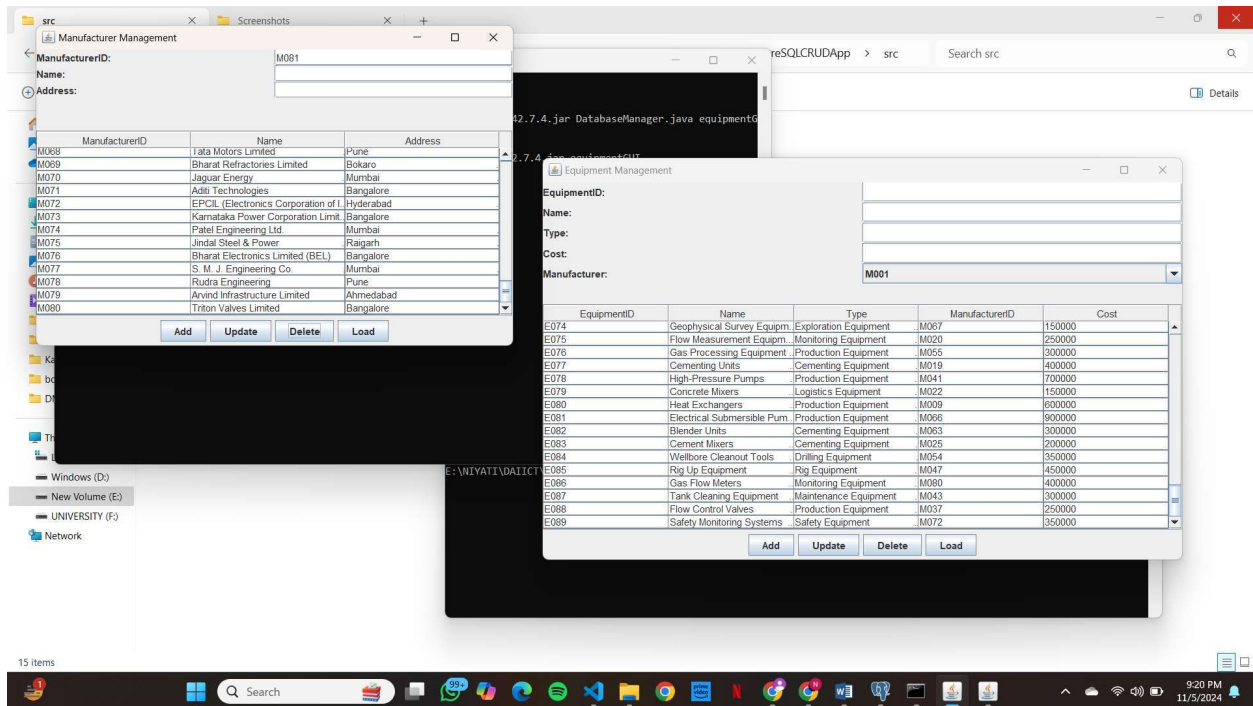 src
Screenshots
Manufacturer Management
ManufacturerID:
M081
Name:
Address:
ManufacturerID Name Address
M068 Tata Motors Limited Pune
M069 Bharat Refractories Limited Bokaro
M070 Jaguar Energy Mumbai
M071 Aditi Technologies Bangalore
M072 EPCIL (Electronics Corporation of I.. Hyderabad
M073 Karnataka Power Corporation Limit.. Bangalore
M074 Patel Engineering Ltd. Mumbai
M075 Jindal Steel & Power Raigarh
M076 Bharat Electronics Limited (BEL) Bangalore
M077 S. M. J. Engineering Co. Mumbai
M078 Rudra Engineering Pune
M079 Arvind Infrastructure Limited Ahmedabad
M080 Triton Valves Limited Bangalore
Add Update Delete Load
reSQLCRUDApp > src
Search src
Details
42.7.4.jar DatabaseManager.java equipmentG
2.7.4.jar equipmentGUI
Equipment Management
EquipmentID:
Name:
Type:
Cost:
Manufacturer:
M001
EquipmentID Name Type ManufacturerID Cost
E074 Geophysical Survey Equipm.. Exploration Equipment M067 150000
E075 Flow Measurement Equipm... Monitoring Equipment M020 250000
E076 Gas Processing Equipment .. Production Equipment M055 300000
E077 Cementing Units Cementing Equipment M019 400000
E078 High-Pressure Pumps Production Equipment M041 700000
E079 Concrete Mixers Logistics Equipment M022 150000
E080 Heat Exchangers Production Equipment M009 600000
E081 Electrical Submersible Pum.. Production Equipment M066 900000
E082 Blender Units Cementing Equipment M063 300000
E083 Cement Mixers Cementing Equipment M025 200000
E084 Wellbore Cleanout Tools Drilling Equipment M054 350000
E085 Rig Up Equipment Rig Equipment M047 450000
E086 Gas Flow Meters Monitoring Equipment M080 400000
E087 Tank Cleaning Equipment Maintenance Equipment M043 300000
E088 Flow Control Valves Production Equipment M037 250000
E089 Safety Monitoring Systems .. Safety Equipment M072 350000
Add Update Delete Load
E:\NIYATI\DAIICT\
Ka
bo
DM
Th
L
Windows (D:)
New Volume (E:)
UNIVERSITY (F:)
Network
15 items
Search
99+
9:20 PM
11/5/2024